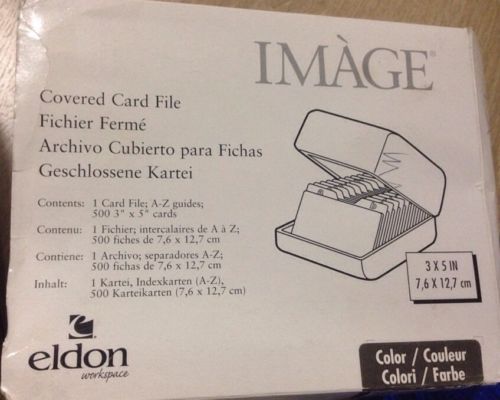 IMÀGE®
Covered Card File
Fichier Fermé
Archivo Cubierto para Fichas
Geschlossene Kartei
Contents: 1 Card File; A-Z guides;
500 3" x 5" cards
Contenu: 1 Fichier; intercalaires de A à Z;
500 fiches de 7,6 x 12,7 cm
Contiene: 1 Archivo; separadores A-Z;
500 fichas de 7,6 x 12,7 cm
Inhalt: 1 Kartei, Indexkarten (A-Z),
500 Karteikarten (7,6 x 12,7 cm)
3 X 5 IN
7,6 X 12,7 cm
eldon
workspace
Color / Couleur
Colori / Farbe